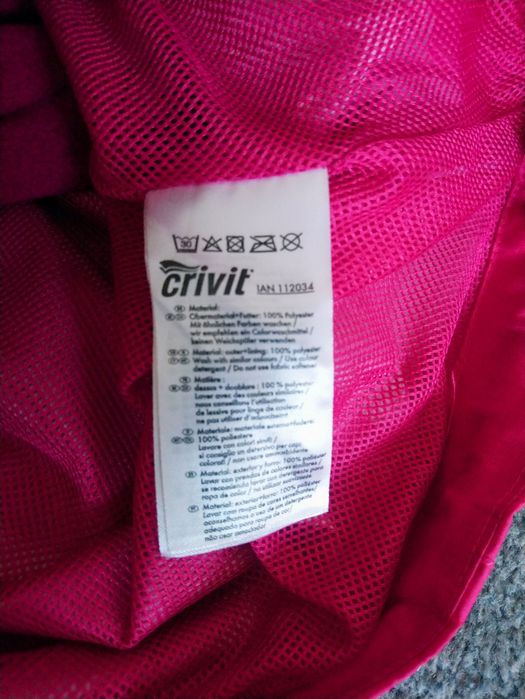 30
crivit
IAN 112034
Material:
Obermaterial+Futter: 100% Polyester
Mit ähnlichen Farben waschen /
wir empfehlen ein Colorwaschmittel /
keinen Weichspüler verwenden
Material: outer+lining: 100% polyester
Wash with similar colours / Use colour
detergent / Do not use fabric softener
Matière :
dessus + doublure : 100 % polyester
Laver avec des couleurs similaires /
nous conseillons l'utilisation
de lessive pour linge de couleur /
ne pas utiliser d'adoucissant
Materiale: materiale esterno+fodera:
100% poliestere
Lavare con colori simili /
si consiglia un detersivo per capi
colorati / non usare ammorbidente
Material: exterior y forro: 100% poliéster
Lavar con prendas de colores similares /
se recomienda lavar con detergente para
ropa de color / no utilizar suavizante
Material: exterior+forro: 100% poliéster
Lavar com roupa de cores semelhantes/
aconselhamos o uso de um detergente
adequado para roupa de cor/
não usar amaciador